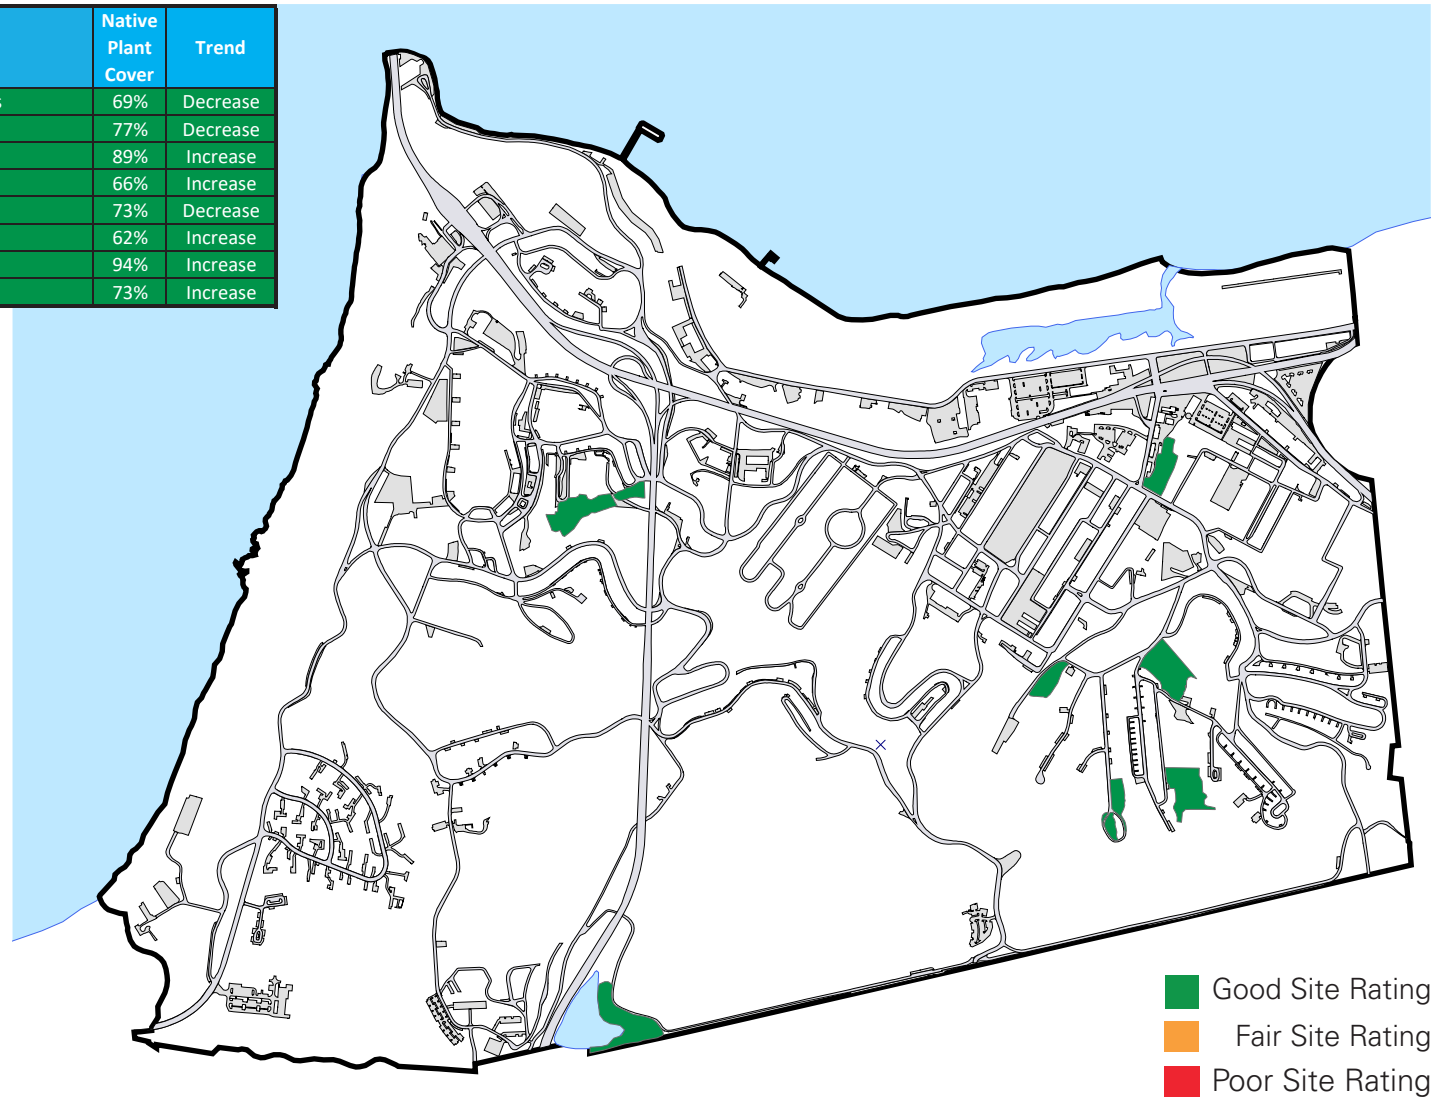 Native
Plant
Cover
Trend
s 69% Decrease
77% Decrease
89% Increase
66% Increase
73% Decrease
62% Increase
94% Increase
73% Increase
Good Site Rating
Fair Site Rating
Poor Site Rating